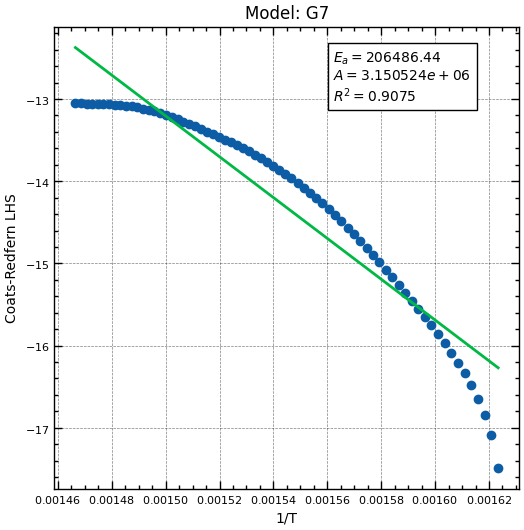 Model: G7
E_a = 206486.44
A = 3.150524e + 06
R² = 0.9075
−13
−14
−15
−16
−17
Coats-Redfern LHS
0.00146 0.00148 0.00150 0.00152 0.00154 0.00156 0.00158 0.00160 0.00162
1/T